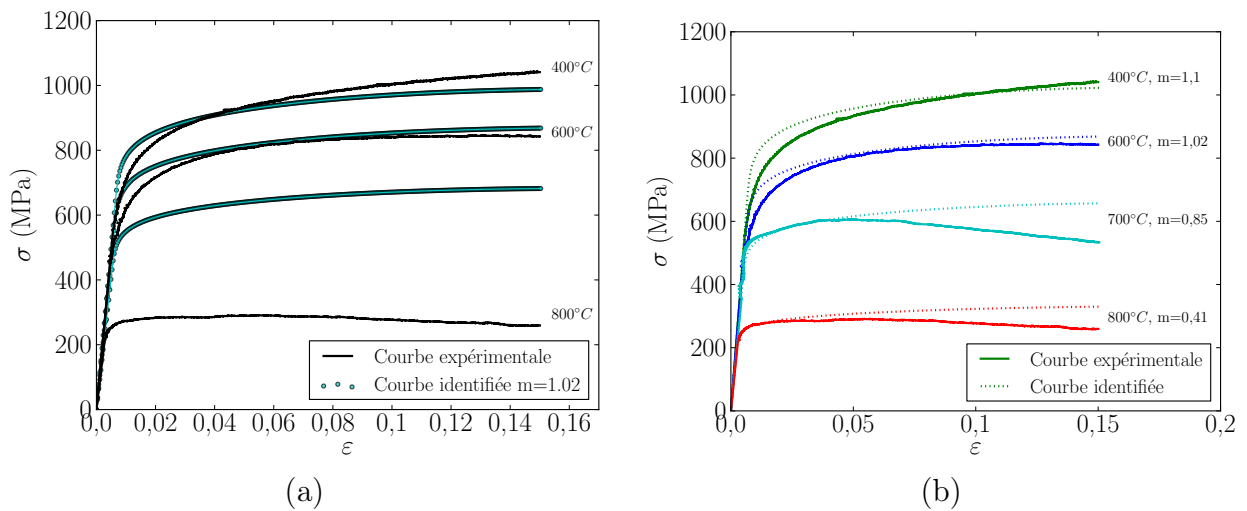 1200
1000
800
600
400
200
0
σ (MPa)
400°C
600°C
800°C
Courbe expérimentale
Courbe identifiée m=1.02
0,0
0,02
0,04
0,06
0,08
0,1
0,12
0,14
0,16
ε
(a)
1200
1000
800
600
400
200
0
σ (MPa)
400°C, m=1,1
600°C, m=1,02
700°C, m=0,85
800°C, m=0,41
Courbe expérimentale
Courbe identifiée
0,0
0,05
0,1
0,15
0,2
ε
(b)